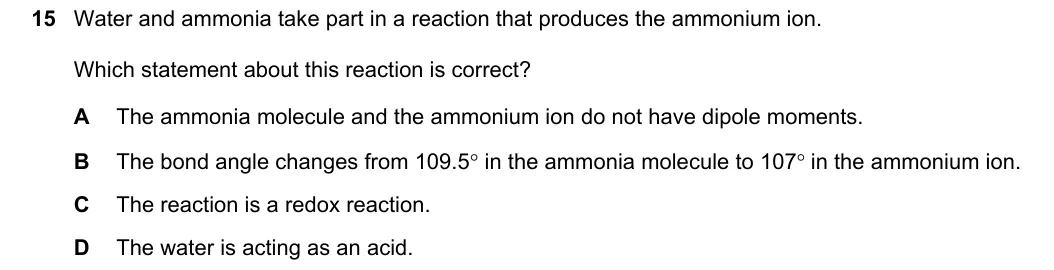 15 Water and ammonia take part in a reaction that produces the ammonium ion.
Which statement about this reaction is correct?
A The ammonia molecule and the ammonium ion do not have dipole moments.
B The bond angle changes from 109.5° in the ammonia molecule to 107° in the ammonium ion.
C The reaction is a redox reaction.
D The water is acting as an acid.